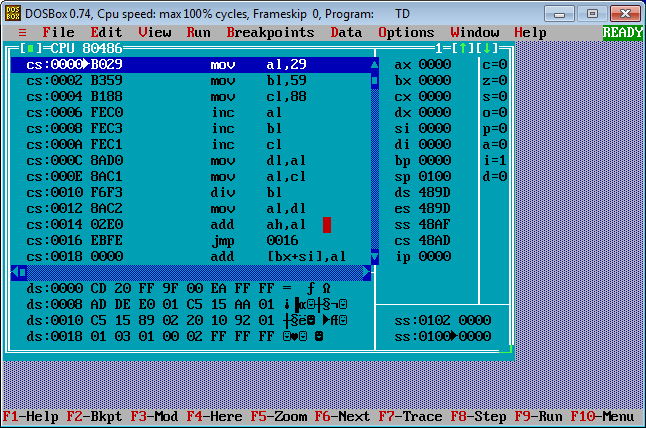 DOSBox 0.74, Cpu speed: max 100% cycles, Frameskip 0, Program: TD
≡ File Edit View Run Breakpoints Data Options Window Help READY
[■]=CPU 80486 1=[↑][↓]
cs:0000►B029 mov al,29 ax 0000 c=0
cs:0002 B359 mov bl,59 bx 0000 z=0
cs:0004 B188 mov cl,88 cx 0000 s=0
cs:0006 FEC0 inc al dx 0000 o=0
cs:0008 FEC3 inc bl si 0000 p=0
cs:000A FEC1 inc cl di 0000 a=0
cs:000C 8AD0 mov dl,al bp 0000 i=1
cs:000E 8AC1 mov al,cl sp 0100 d=0
cs:0010 F6F3 div bl ds 489D
cs:0012 8AC2 mov al,dl es 489D
cs:0014 02E0 add ah,al ss 48AF
cs:0016 EBFE jmp 0016 cs 48AD
cs:0018 0000 add [bx+si],al ip 0000
ds:0000 CD 20 FF 9F 00 EA FF FF = ƒ Ω
ds:0008 AD DE E0 01 C5 15 AA 01
ds:0010 C5 15 89 02 20 10 92 01 ss:0102 0000
ds:0018 01 03 01 00 02 FF FF FF ss:0100►0000
F1-Help F2-Bkpt F3-Mod F4-Here F5-Zoom F6-Next F7-Trace F8-Step F9-Run F10-Menu